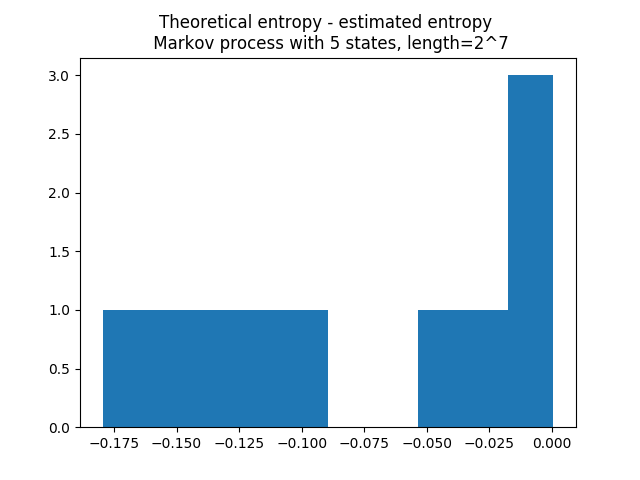 Theoretical entropy - estimated entropy
Markov process with 5 states, length=2^7
3.0
2.5
2.0
1.5
1.0
0.5
0.0
−0.175 −0.150 −0.125 −0.100 −0.075 −0.050 −0.025 0.000